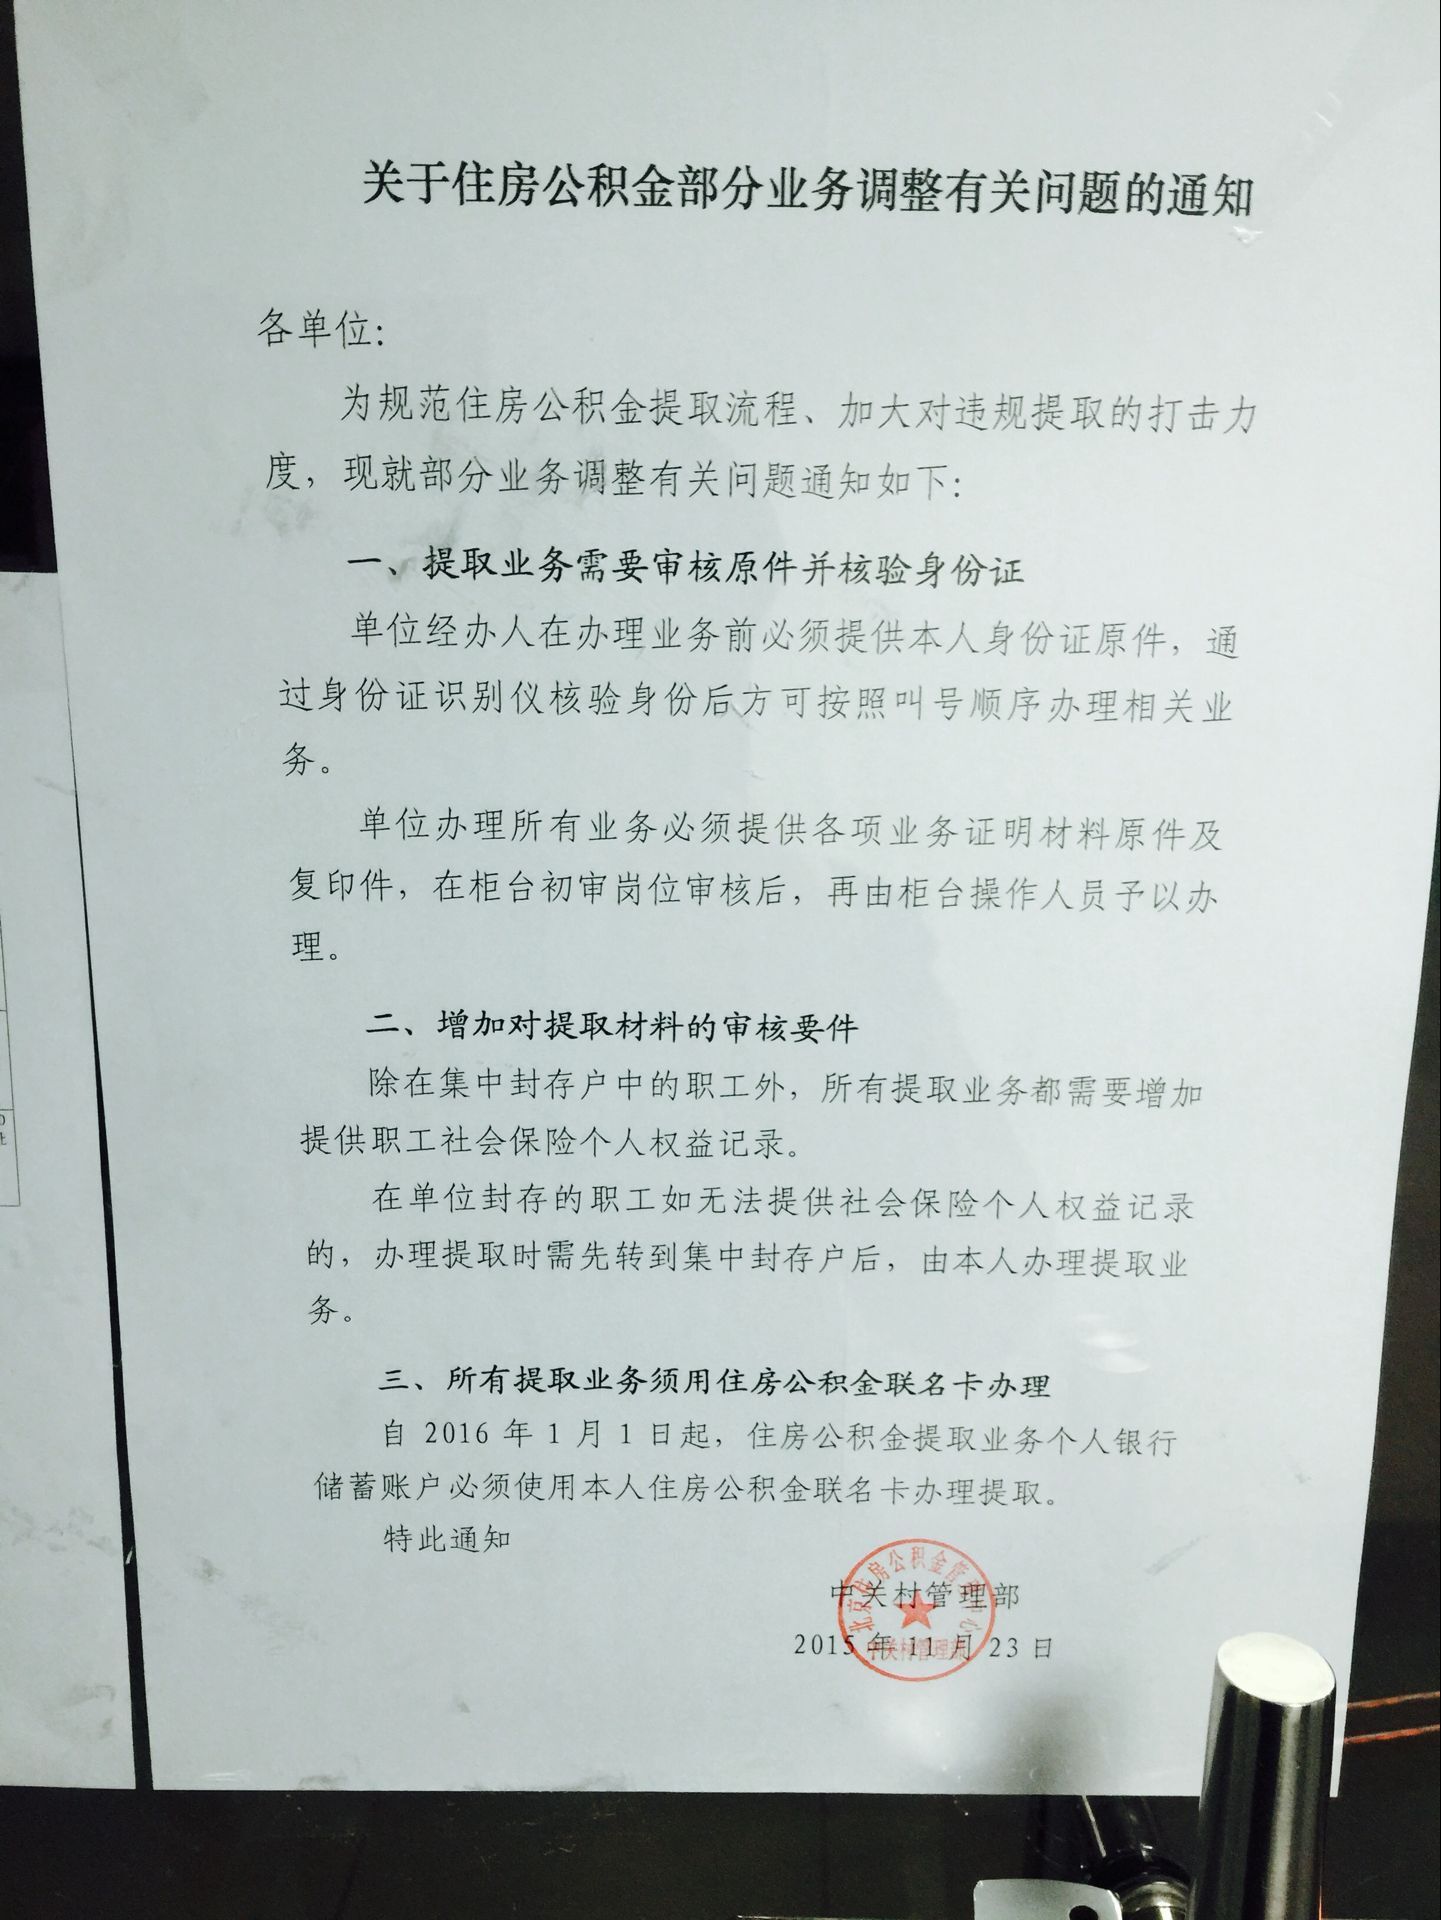 关于住房公积金部分业务调整有关问题的通知
各单位：
为规范住房公积金提取流程、加大对违规提取的打击力
度，现就部分业务调整有关问题通知如下：
一、提取业务需要审核原件并核验身份证
单位经办人在办理业务前必须提供本人身份证原件，通
过身份证识别仪核验身份后方可按照叫号顺序办理相关业
务。
单位办理所有业务必须提供各项业务证明材料原件及
复印件，在柜台初审岗位审核后，再由柜台操作人员予以办
理。
二、增加对提取材料的审核要件
除在集中封存户中的职工外，所有提取业务都需要增加
提供职工社会保险个人权益记录。
在单位封存的职工如无法提供社会保险个人权益记录
的，办理提取时需先转到集中封存户后，由本人办理提取业
务。
三、所有提取业务须用住房公积金联名卡办理
自 2016 年 1 月 1 日起，住房公积金提取业务个人银行
储蓄账户必须使用本人住房公积金联名卡办理提取。
特此通知
中关村管理部
2015 年 11 月 23 日
北京住房公积金管理中心
中关村管理部